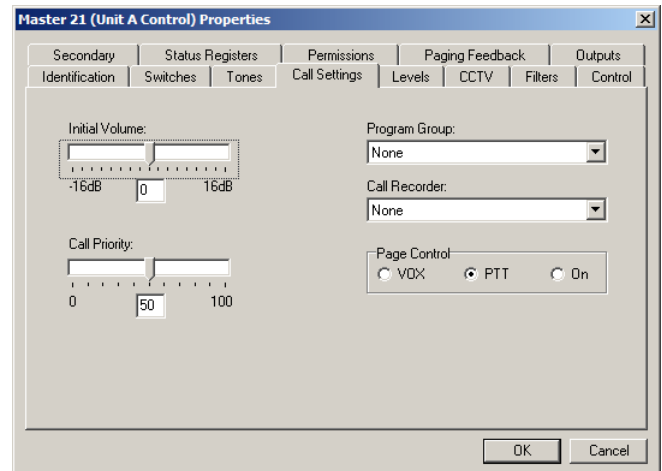 Master 21 (Unit A Control) Properties
Secondary Status Registers Permissions Paging Feedback Outputs
Identification Switches Tones Call Settings Levels CCTV Filters Control
Initial Volume:
-16dB 0 16dB
Call Priority:
0 50 100
Program Group:
None
Call Recorder:
None
Page Control
VOX PTT On
OK Cancel